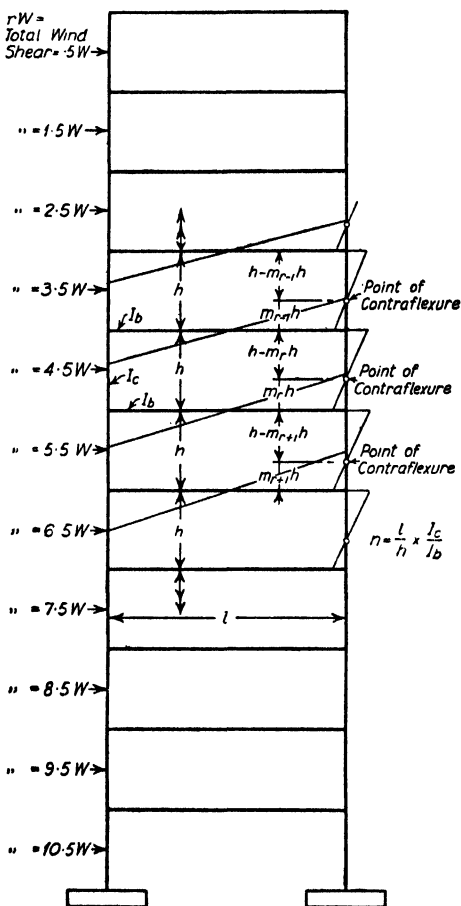 rW =
Total Wind
Shear = .5W
" = 1.5W
" = 2.5W
" = 3.5W
" = 4.5W
" = 5.5W
" = 6.5W
" = 7.5W
" = 8.5W
" = 9.5W
" = 10.5W
h
h
h
h
I_b
I_c
I_b
h-m_{r-1}h
m_{r-1}h
h-m_r h
m_r h
h-m_{r+1}h
m_{r+1}h
Point of
Contraflexure
Point of
Contraflexure
Point of
Contraflexure
n = l/h × I_c/I_b
l